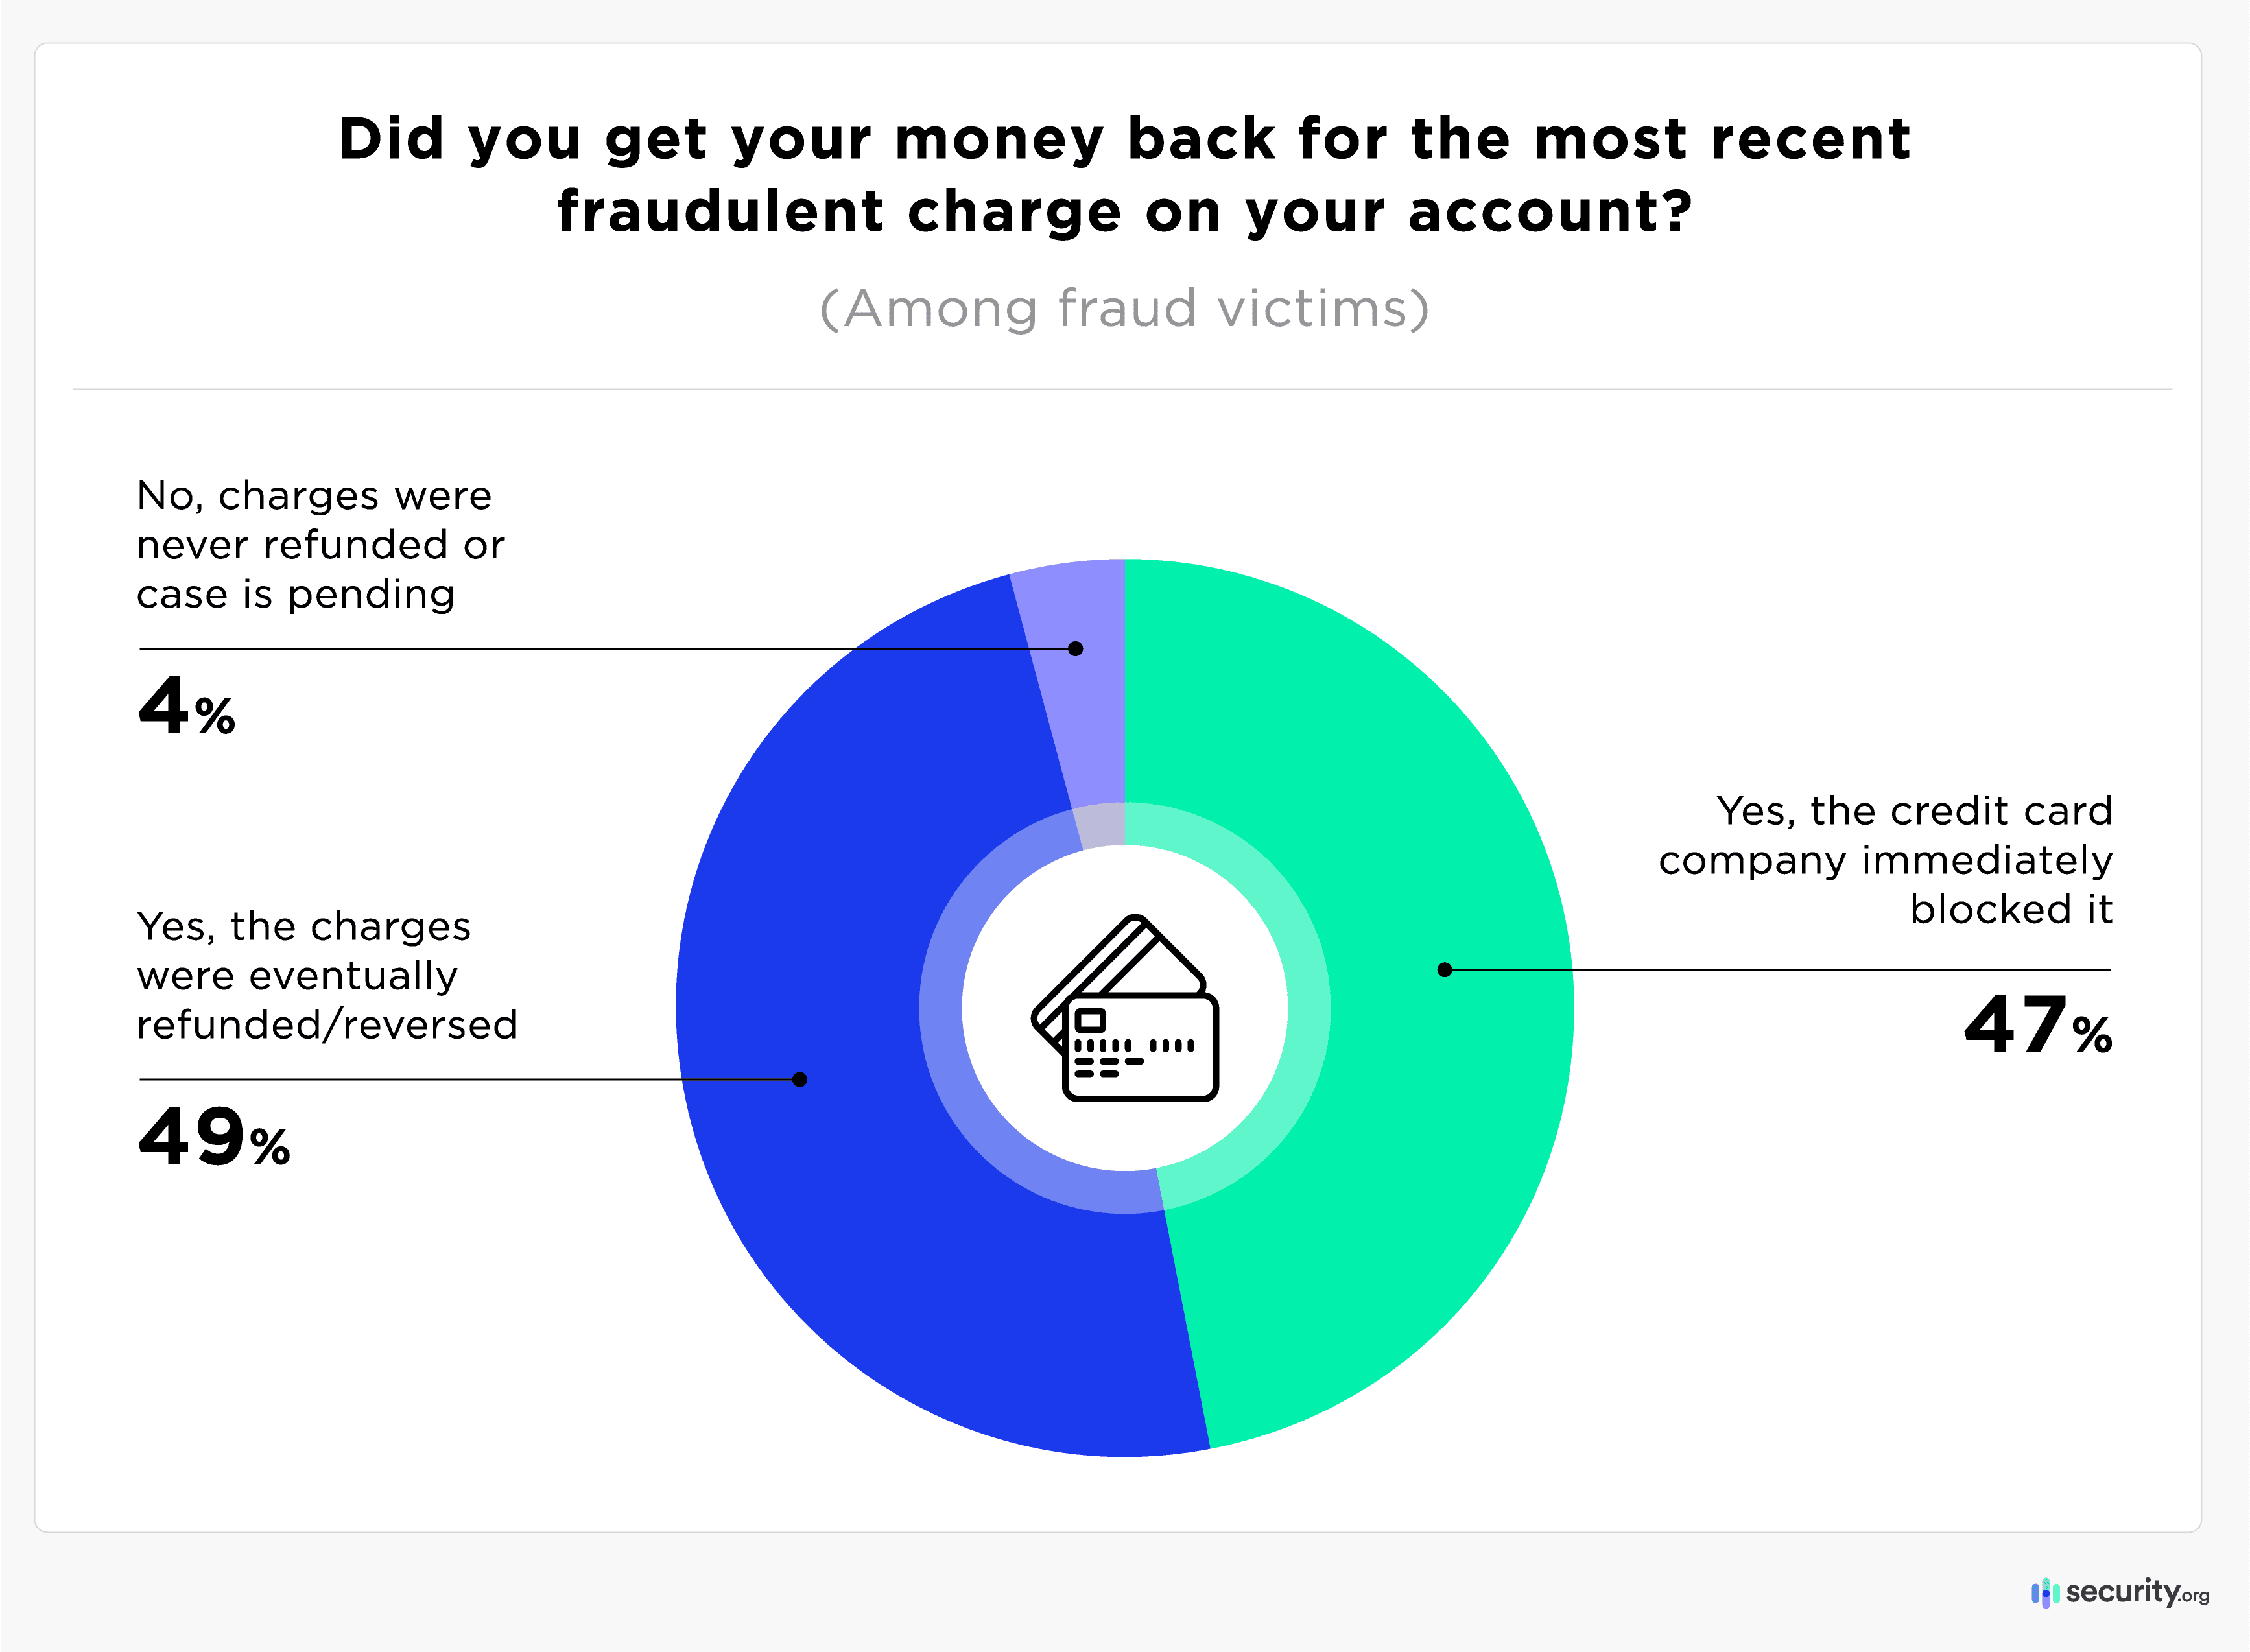 Did you get your money back for the most recent
fraudulent charge on your account?
(Among fraud victims)
No, charges were
never refunded or
case is pending
4%
Yes, the credit card
company immediately
blocked it
47%
Yes, the charges
were eventually
refunded/reversed
49%
security.org